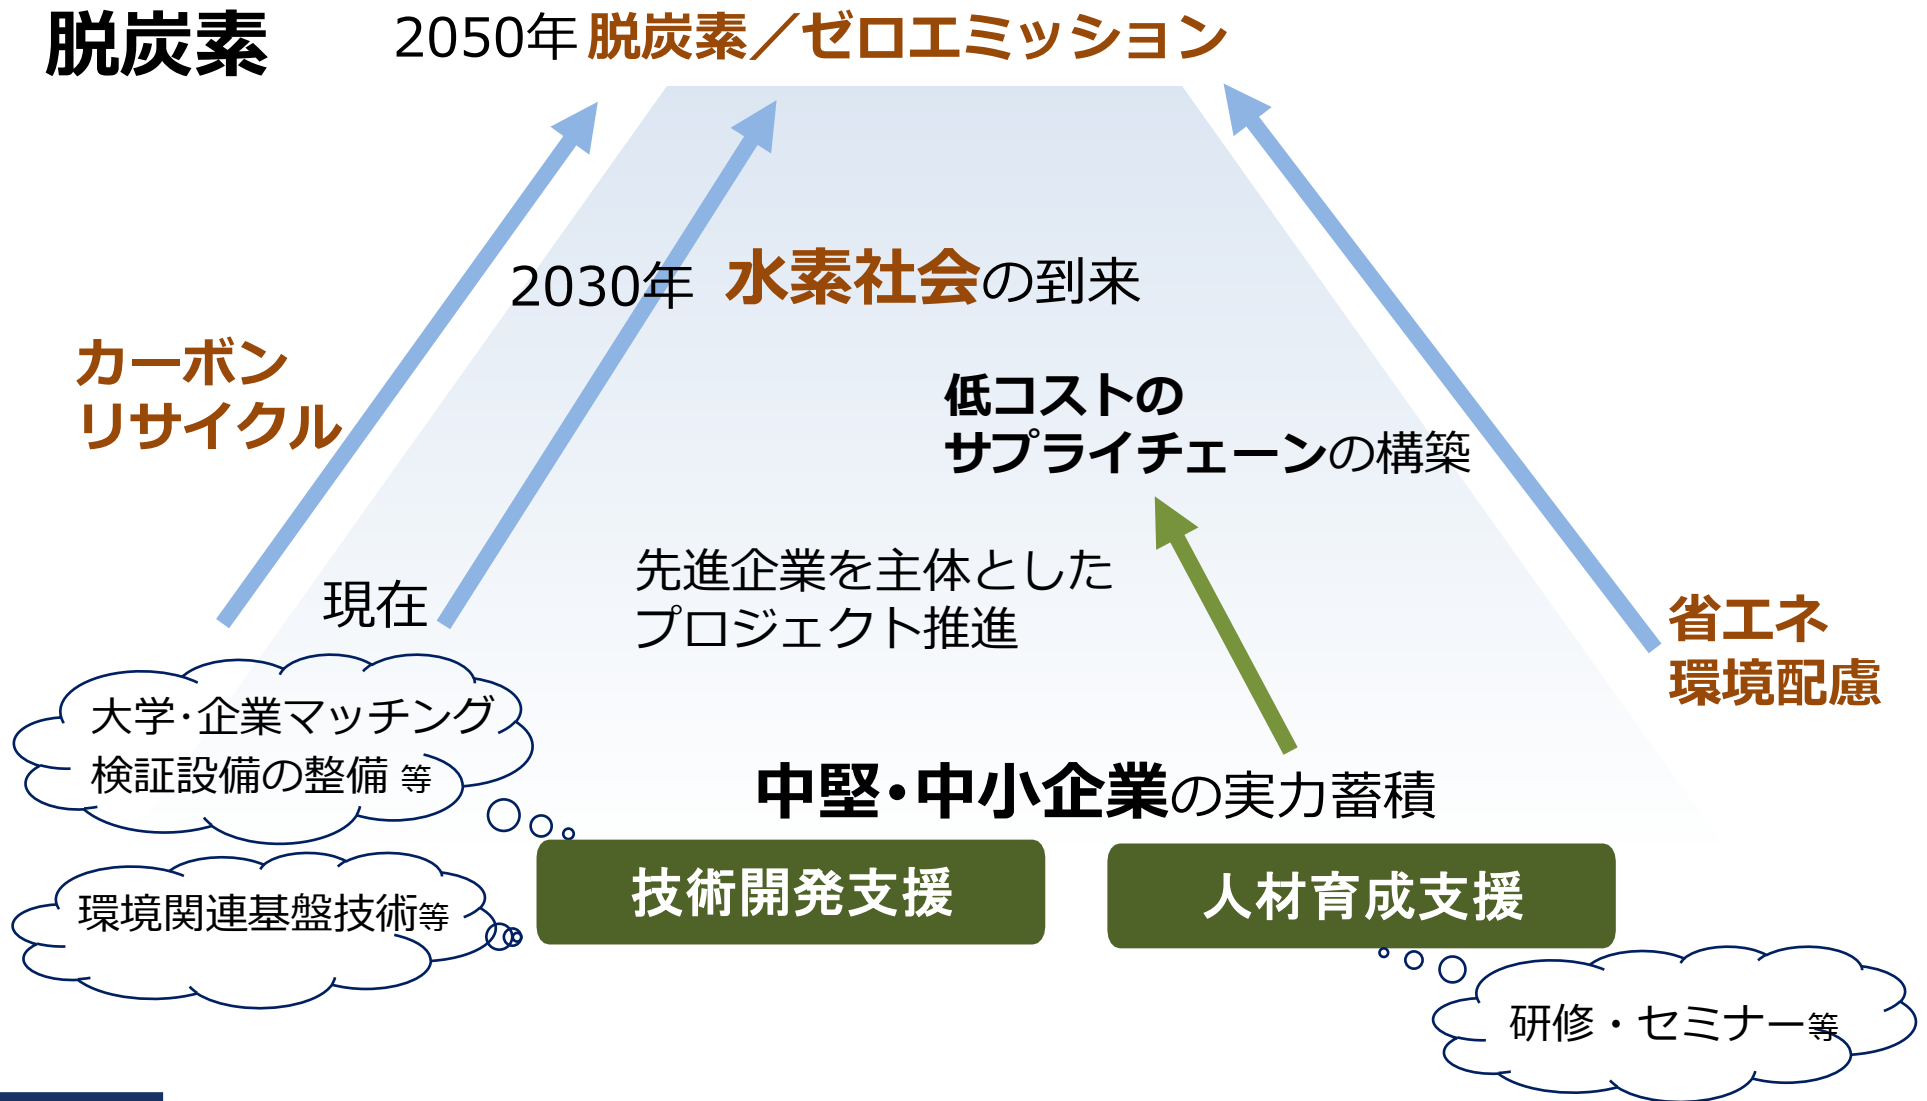 脱炭素
2050年 脱炭素／ゼロエミッション
2030年 水素社会の到来
カーボン
リサイクル
低コストの
サプライチェーンの構築
現在
先進企業を主体とした
プロジェクト推進
省エネ
環境配慮
大学・企業マッチング
検証設備の整備 等
中堅・中小企業の実力蓄積
技術開発支援
人材育成支援
環境関連基盤技術等
研修・セミナー等